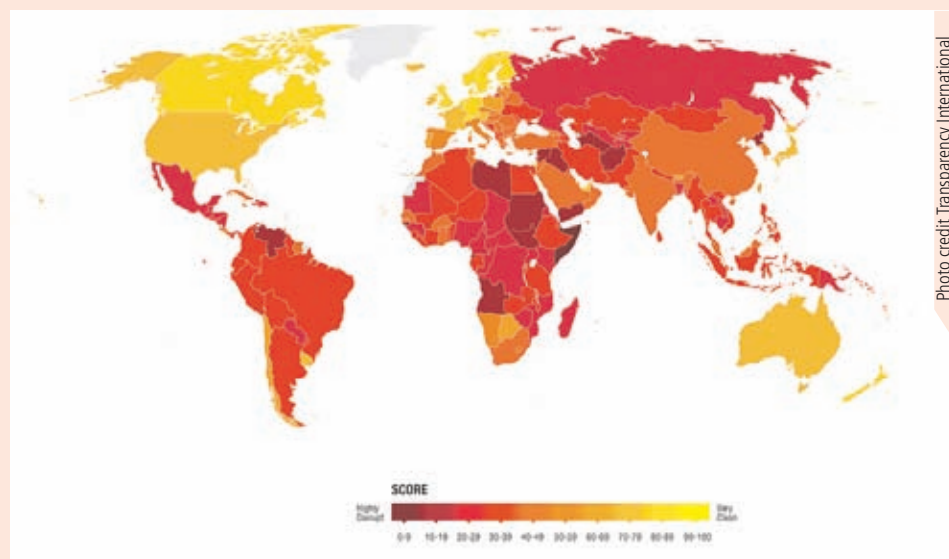 Photo credit Transparency International
SCORE
Highly
Corrupt
Very
Clean
0-9 10-19 20-29 30-39 40-49 50-59 60-69 70-79 80-89 90-100